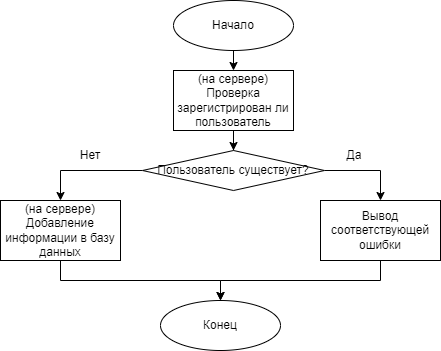 Начало
(на сервере)
Проверка
зарегистрирован ли
пользователь
Нет
Да
Пользователь существует?
(на сервере)
Добавление
информации в базу
данных
Вывод
соответствующей
ошибки
Конец